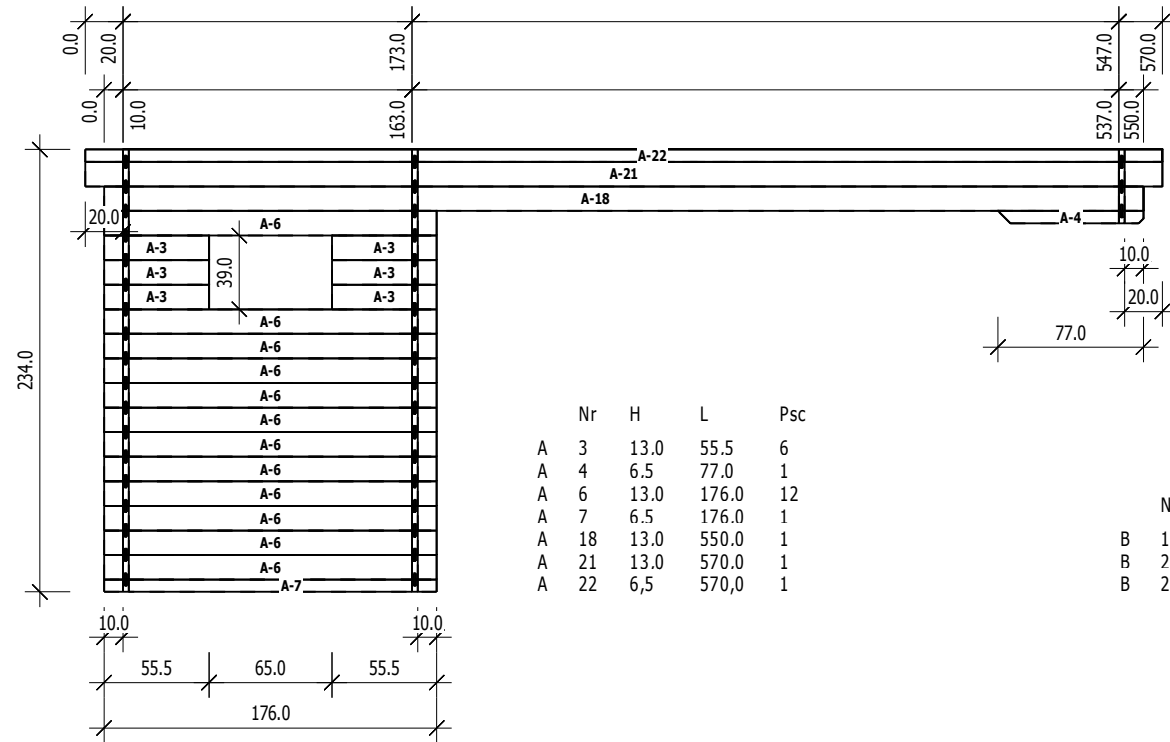 0.0 20.0 173.0 547.0 570.0
0.0 10.0 163.0 537.0 550.0
A-22
A-21
A-18
20.0 A-6 A-4
A-3 A-3
39.0
A-3 A-3
A-3 A-3
10.0
20.0
77.0
234.0
A-6
A-6
A-6
A-6
A-6
A-6
A-6
A-6
A-6
A-6
A-6
A-7
10.0 10.0
55.5 65.0 55.5
176.0
Nr H L Psc
A 3 13.0 55.5 6
A 4 6.5 77.0 1
A 6 13.0 176.0 12
A 7 6.5 176.0 1
A 18 13.0 550.0 1
A 21 13.0 570.0 1
A 22 6,5 570,0 1
N
B 1
B 2
B 2